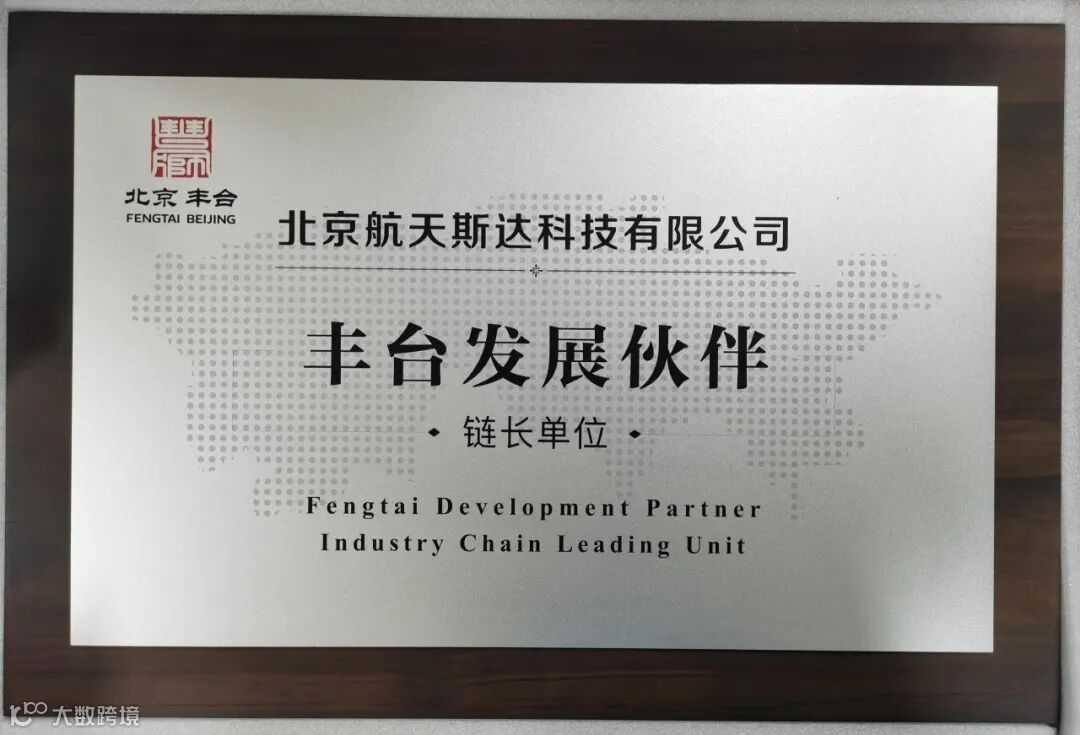 北京 丰台
FENGTAI BEIJING
北京航天斯达科技有限公司
丰台发展伙伴
链长单位
Fengtai Development Partner
Industry Chain Leading Unit
大数跨境